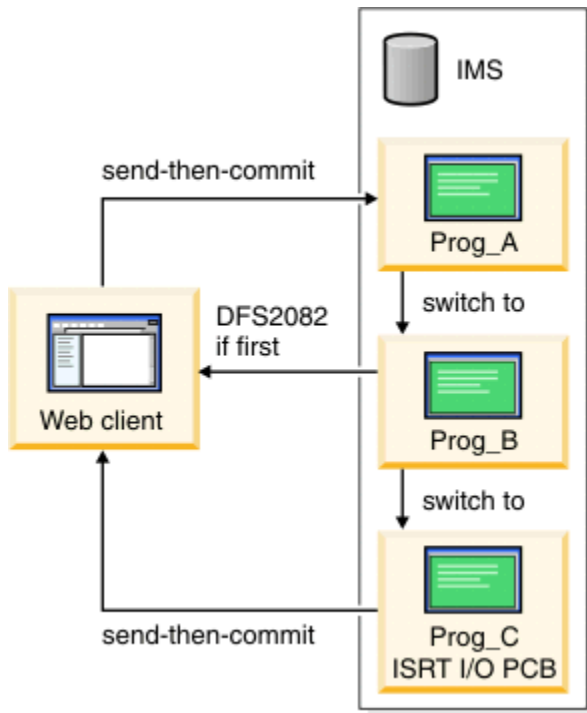 IMS
send-then-commit
Prog_A
switch to
DFS2082
if first
Web client
Prog_B
switch to
send-then-commit
Prog_C
ISRT I/O PCB